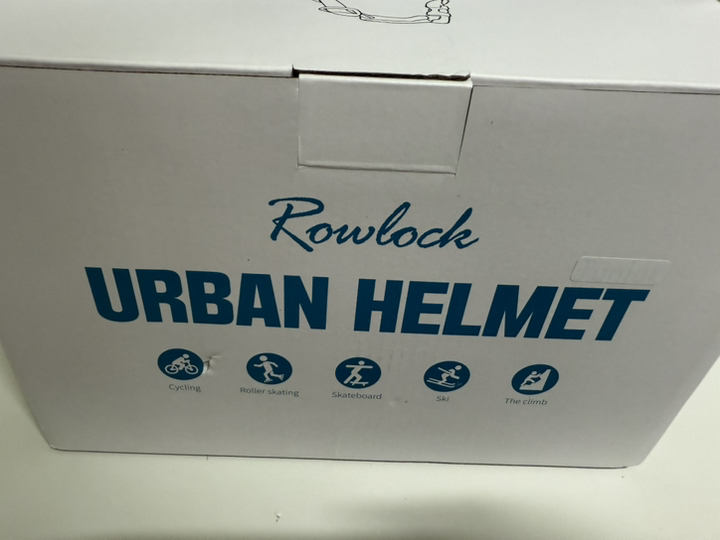 Rowlock
URBAN HELMET
Cycling Roller skating Skateboard Ski The climb